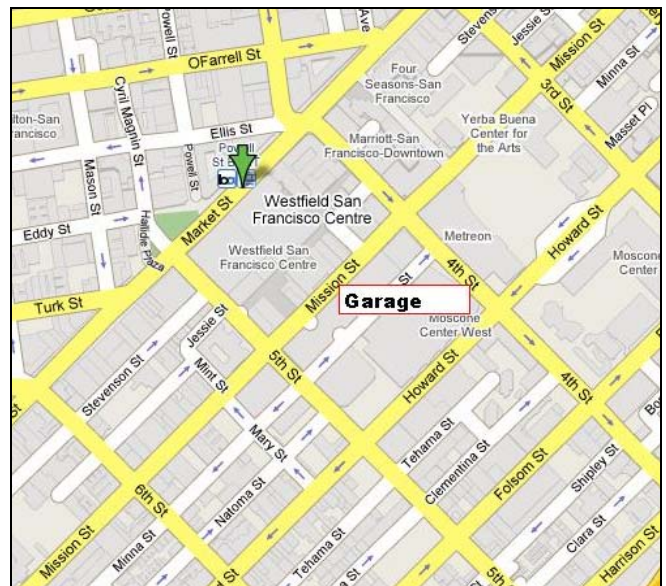 Powell St
Ave
Stevenson
Jessie St
Mission St
Minna St
OFarrell St
Four
Seasons-San
Francisco
3rd St
Masset Pl
Cyril Magnin St
lton-San
ancisco
Ellis St
Powell
St
Marriott-San
Francisco-Downtown
Yerba Buena
Center for
the Arts
Mason St
Powell St
Westfield San
Francisco Centre
Market St
Eddy St
Hallidie Plaza
Westfield San
Francisco Centre
Metreon
Howard St
Moscone
Center
4th St
Mission St
Garage
Moscone
Center West
Turk St
Jessie St
Stevenson St
Mint St
5th St
Howard St
4th St
Mary St
Tehama St
Clementina St
Folsom St
Shipley St
6th St
Natoma St
Minna St
Mission St
Tehama St
Clara St
Harrison St
5th